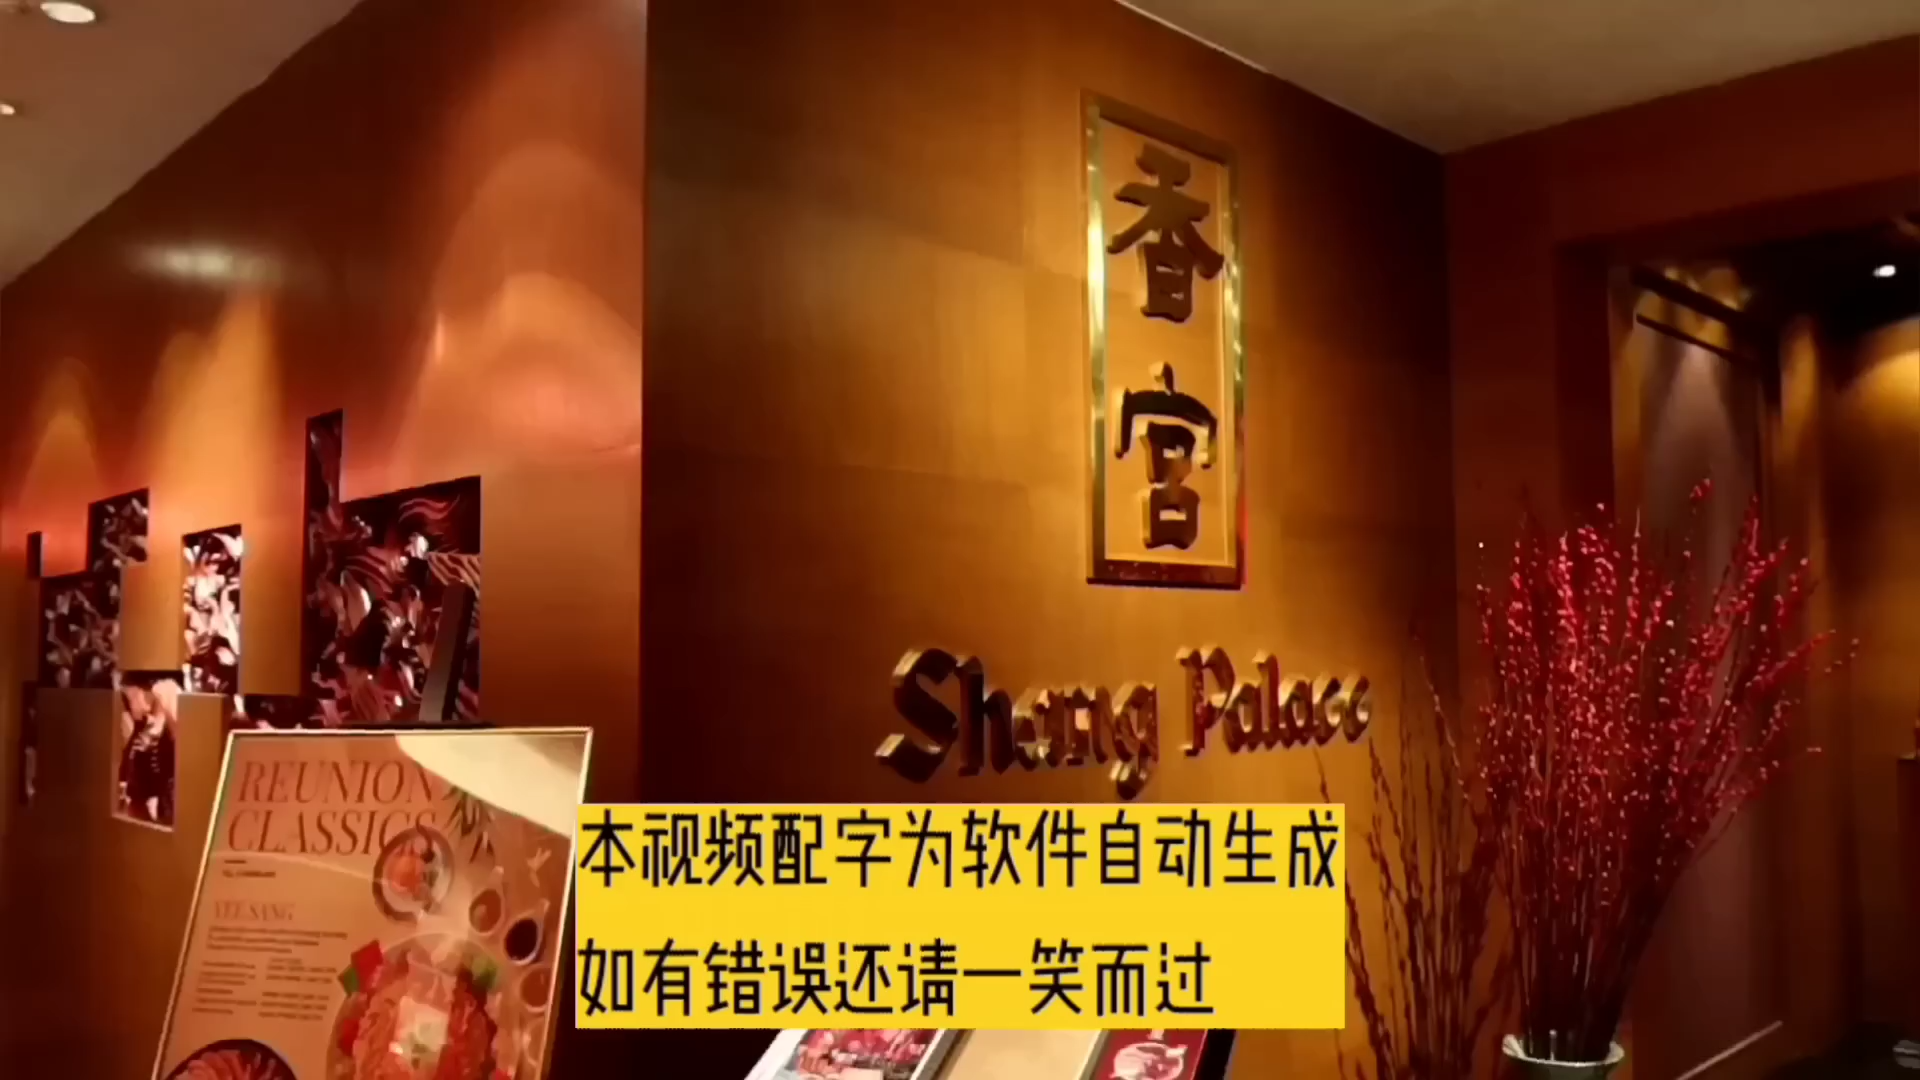 香宫
Shang Palace
REUNION
CLASSICS
YEE SANG
本视频配字为软件自动生成
如有错误还请一笑而过